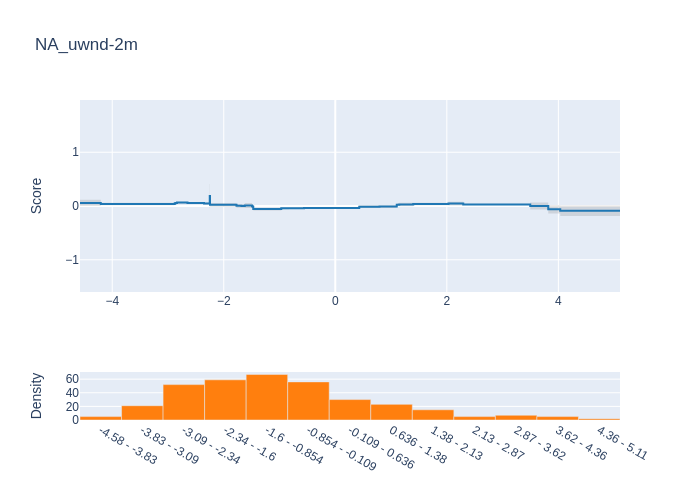 NA_uwnd-2m
Score
1
0
−1
−4
−2
0
2
4
Density
60
40
20
0
-4.58 - -3.83
-3.83 - -3.09
-3.09 - -2.34
-2.34 - -1.6
-1.6 - -0.854
-0.854 - -0.109
-0.109 - 0.636
0.636 - 1.38
1.38 - 2.13
2.13 - 2.87
2.87 - 3.62
3.62 - 4.36
4.36 - 5.11